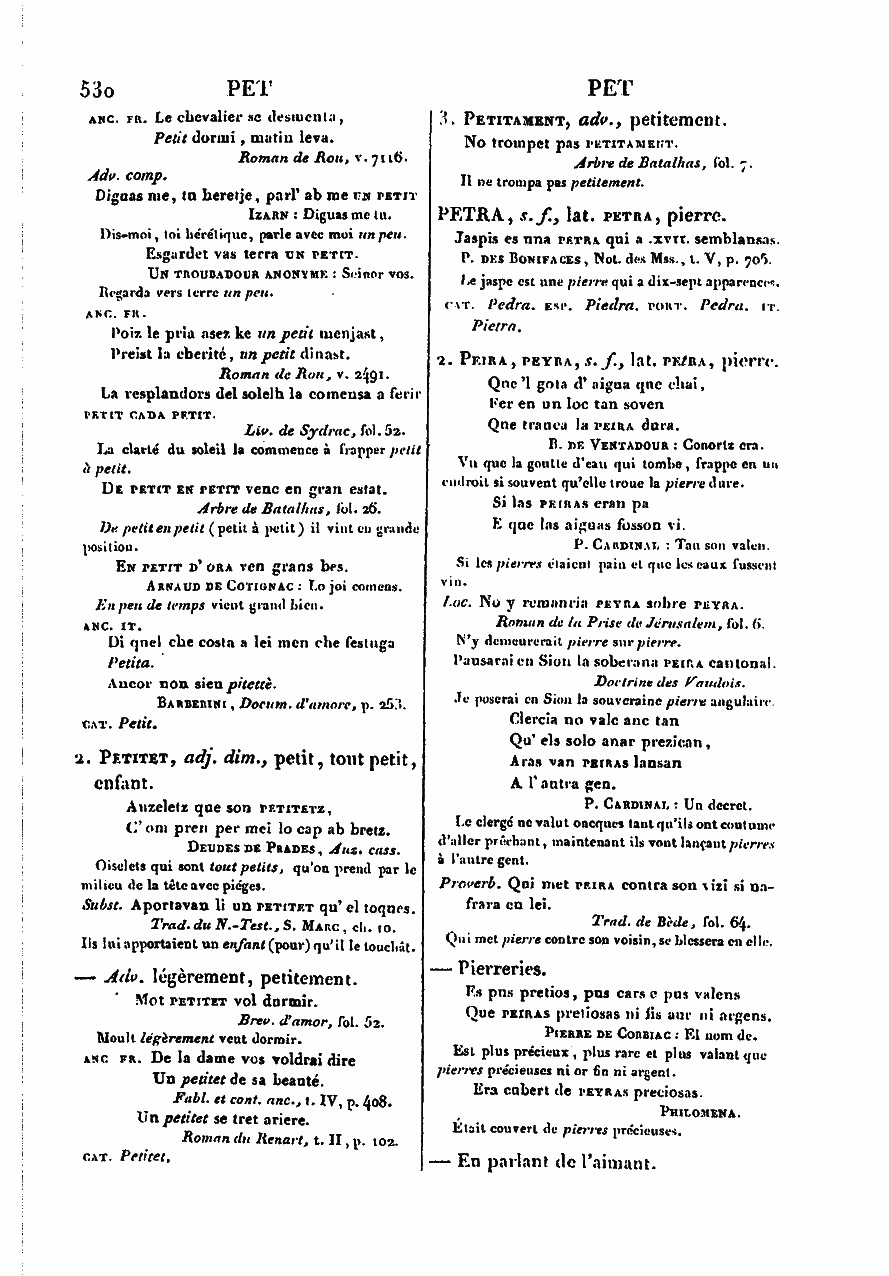 530 PET PET
ANC. FR. Le chevalier se desmenta,
Petit dormi, matin leva.
Roman de Rou, v. 7116.
Adv. comp.
Diguas me, tu heretje, parl' ab me UN PETIT
IZARN : Diguas me tu.
Dis-moi, toi hérétique, parle avec moi un peu.
Esgardet vas terra UN PETIT.
UN TROUBADOUR ANONYME : Seinor vos.
Regarda vers terre un peu.
ANC. FR.
Poiz le pria asez ke un petit menjast,
Preist la cherité, un petit dinast.
Roman de Rou, v. 2491.
La resplandors del solelh la comensa a ferir
PETIT CADA PETIT.
Liv. de Sydrac, fol. 52.
La clarté du soleil la commence à frapper petit
à petit.
DE PETIT EN PETIT venc en gran estat.
Arbre de Batalhas, fol. 26.
De petit en petit (petit à petit) il vint en grande
position.
EN PETIT D' ORA ven grans bes.
ARNAUD DE COTIGNAC : Lo joi comens.
En peu de temps vient grand bien.
ANC. IT.
Di quel che costa a lei men che festuga
Petita.
Ancor non sien pitettè.
BARBERINI, Docum. d'amore, p. 253.
CAT. Petit.
2. PETITET, adj. dim., petit, tout petit,
enfant.
Auzeletz que son PETITETZ,
C' om pren per mei lo cap ab bretz.
DEUDES DE PRADES, Auz. cass.
Oiselets qui sont tout petits, qu'on prend par le
milieu de la tête avec piéges.
Subst. Aportavan li un PETITET qu' el toques.
Trad. du N.-Test., S. MARC, ch. 10.
Ils lui apportaient un enfant (pour) qu'il le touchât.
— Adv. légèrement, petitement.
Mot PETITET vol dormir.
Brev. d'amor, fol. 52.
Moult légèrement veut dormir.
ANC FR. De la dame vos voldrai dire
Un petitet de sa beauté.
Fabl. et cont. anc., t. IV, p. 408.
Un petitet se tret ariere.
Roman du Renart, t. II, p. 102.
CAT. Petitet.
3. PETITAMENT, adv., petitement.
No trompet pas PETITAMENT.
Arbre de Batalhas, fol. 7.
Il ne trompa pas petitement.
PETRA, s. f., lat. PETRA, pierre.
Jaspis es una PETRA qui a .XVII. semblansas.
P. DES BONIFACES, Not. des Mss., t. V, p. 705.
Le jaspe est une pierre qui a dix-sept apparences.
CAT. Pedra. ESP. Piedra. PORT. Pedra. IT.
Pietra.
2. PEIRA, PEYRA, s. f., lat. PETRA, pierre.
Que 'l gota d' aigua que chai,
Fer en un loc tan soven
Que tranca la PEIRA dura.
B. DE VENTADOUR : Conortz era.
Vu que la goutte d'eau qui tombe, frappe en un
endroit si souvent qu'elle troue la pierre dure.
Si las PEIRAS eran pa
E que las aiguas fosson vi.
P. CARDINAL : Tan son valen.
Si les pierres étaient pain et que les eaux fussent
vin.
Loc. No y remanria PEYRA sobre PEYRA.
Roman de la Prise de Jérusalem, fol. 6.
N'y demeurerait pierre sur pierre.
Pausarai en Sion la soberana PEIRA cantonal.
Doctrine des Vaudois.
Je poserai en Sion la souveraine pierre angulaire.
Clercia no valc anc tan
Qu' els solo anar prezican,
Aras van PEIRAS lansan
A l' autra gen.
P. CARDINAL : Un decret.
Le clergé ne valut oncques tant qu'ils ont coutume
d'aller prêchant, maintenant ils vont lançant pierres
à l'autre gent.
Proverb. Qui met PEIRA contra son vizi si na-
frara en lei.
Trad. de Bède, fol. 64.
Qui met pierre contre son voisin, se blessera en elle.
— Pierreries.
Es pus pretios, pus cars e pus valens
Que PEIRAS pretiosas ni fis aur ni argens.
PIERRE DE CORBIAC : El nom de.
Est plus précieux, plus rare et plus valant que
pierres précieuses ni or fin ni argent.
Era cubert de PEYRAS preciosas.
PHILOMENA.
Était couvert de pierres précieuses.
— En parlant de l'aimant.